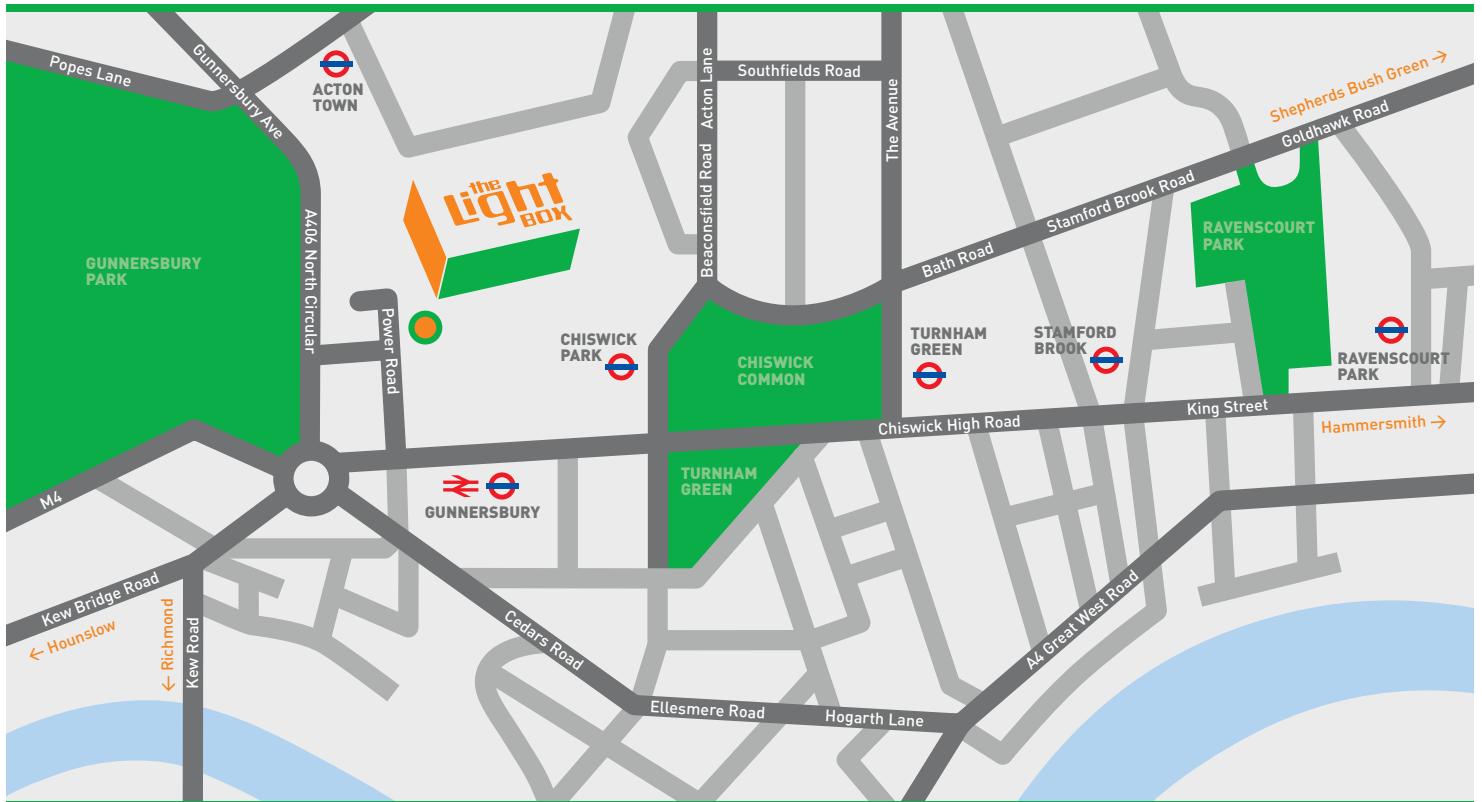 Popes Lane
Gunnersbury Ave
ACTON
TOWN
Acton Lane
Southfields Road
The Avenue
Shepherds Bush Green →
Goldhawk Road
the
Light
BOX
Stamford Brook Road
RAVENSCOURT
PARK
GUNNERSBURY
PARK
A406 North Circular
Beaconsfield Road
Bath Road
Power Road
CHISWICK
PARK
CHISWICK
COMMON
TURNHAM
GREEN
STAMFORD
BROOK
RAVENSCOURT
PARK
Chiswick High Road
King Street
Hammersmith →
M4
GUNNERSBURY
TURNHAM
GREEN
Kew Bridge Road
← Hounslow
← Richmond
Kew Road
Cedars Road
A4 Great West Road
Ellesmere Road
Hogarth Lane